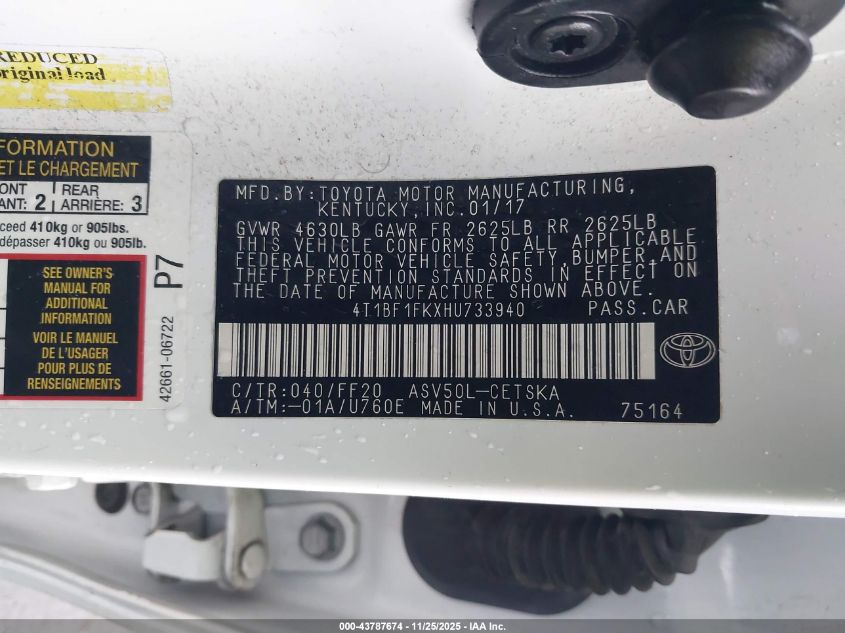 REDUCED
original load
FORMATION
ET LE CHARGEMENT
ONT 2 REAR 3
ANT: ARRIÈRE:
ceed 410kg or 905lbs.
dépasser 410kg ou 905lb.
SEE OWNER'S
MANUAL FOR
ADDITIONAL
INFORMATION
VOIR LE MANUEL
DE L'USAGER
POUR PLUS DE
RENSEIGNEMENTS
P7
42661-06722
MFD.BY:TOYOTA MOTOR MANUFACTURING,
KENTUCKY, INC.01/17
GVWR 4630LB GAWR FR 2625LB RR 2625LB
THIS VEHICLE CONFORMS TO ALL APPLICABLE
FEDERAL MOTOR VEHICLE SAFETY,BUMPER,AND
THEFT PREVENTION STANDARDS IN EFFECT ON
THE DATE OF MANUFACTURE SHOWN ABOVE.
4T1BF1FKXHU733940 PASS.CAR
C/TR:040/FF20 ASV50L-CETSKA
A/TM:-01A/U760E MADE IN U.S.A. 75164
000-43787674 - 11/25/2025 - IAA Inc.